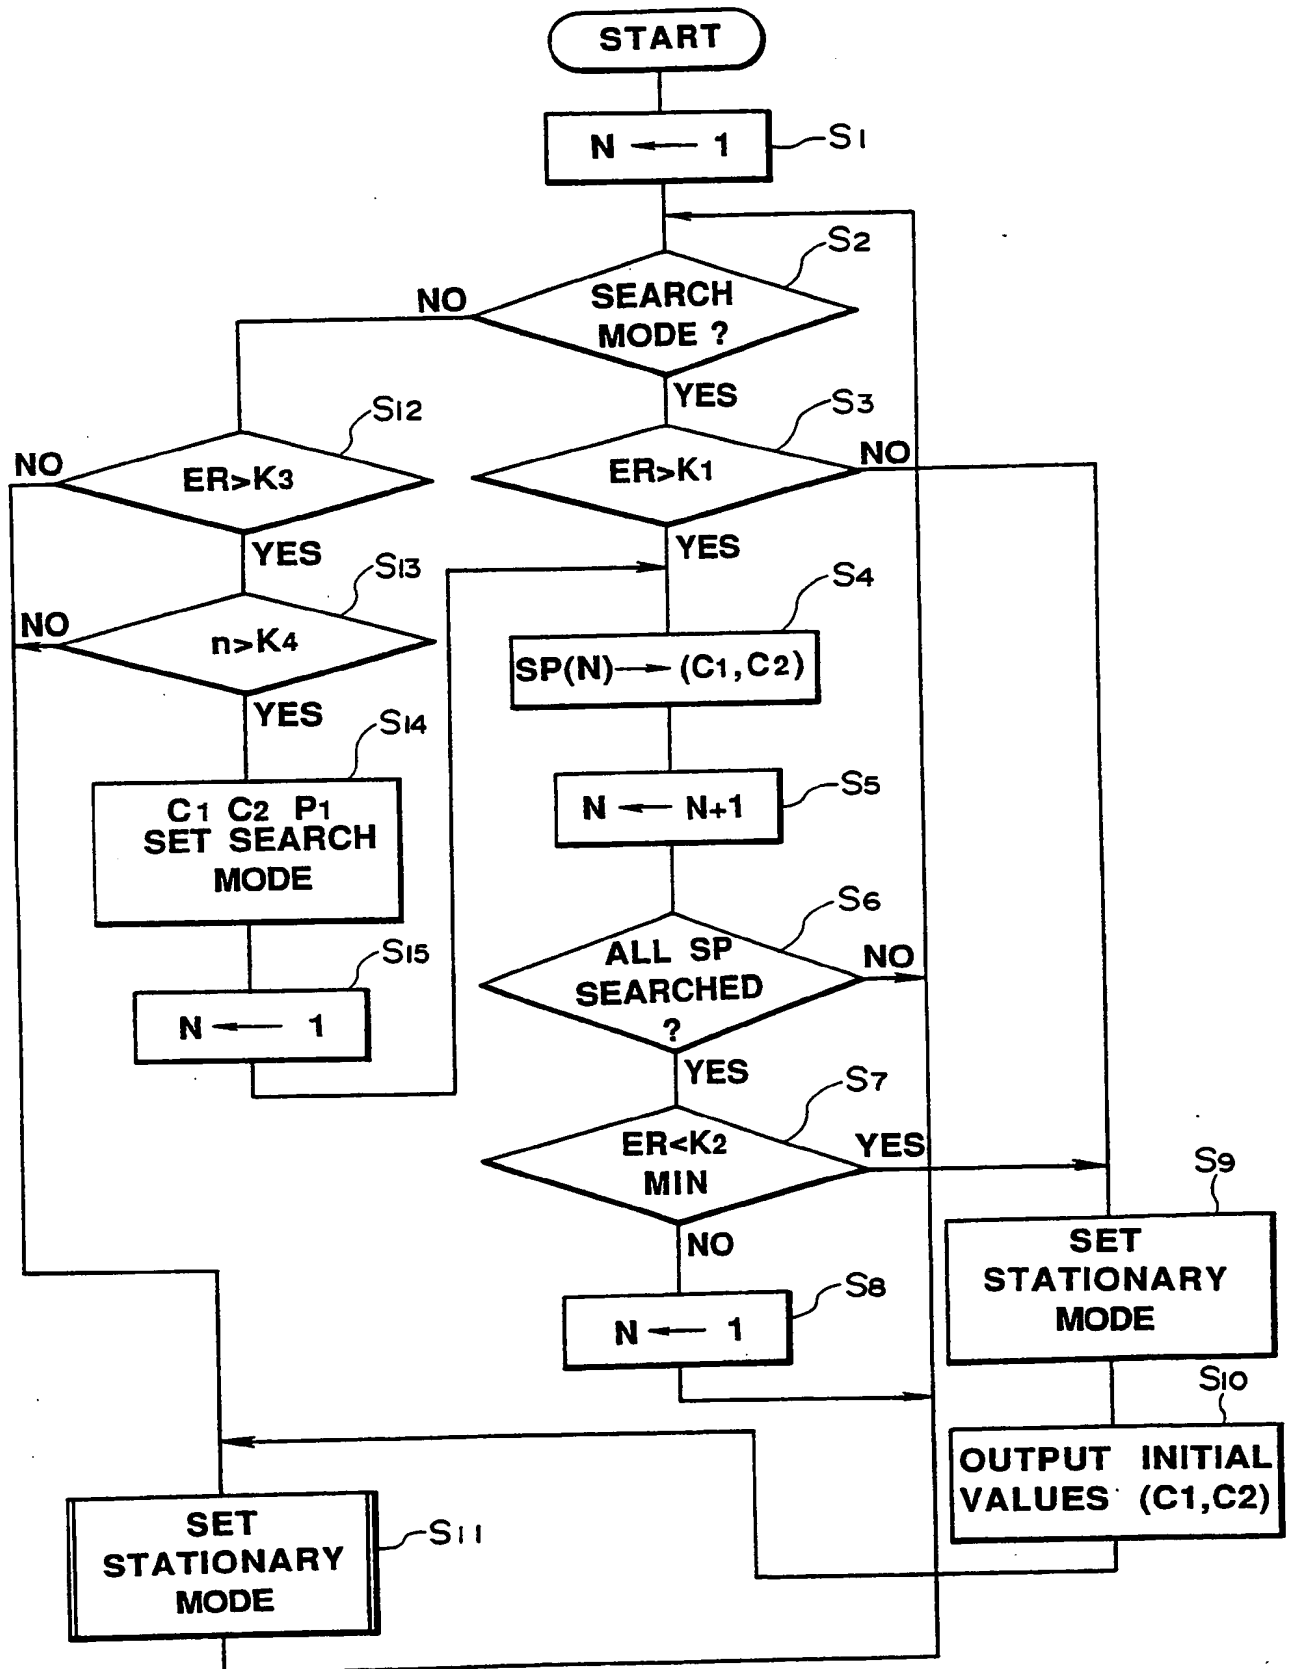 START
N ← 1
S1
S2
SEARCH
MODE ?
NO
YES
S12
S3
NO
ER>K3
ER>K1
NO
YES
YES
S13
S4
NO
n>K4
SP(N) → (C1,C2)
YES
S14
C1 C2 P1
SET SEARCH
MODE
S5
N ← N+1
S6
S15
ALL SP
SEARCHED
?
NO
N ← 1
YES
S7
ER<K2
MIN
YES
S9
NO
SET
STATIONARY
MODE
S8
N ← 1
S10
OUTPUT INITIAL
VALUES (C1,C2)
SET
STATIONARY
MODE
S11